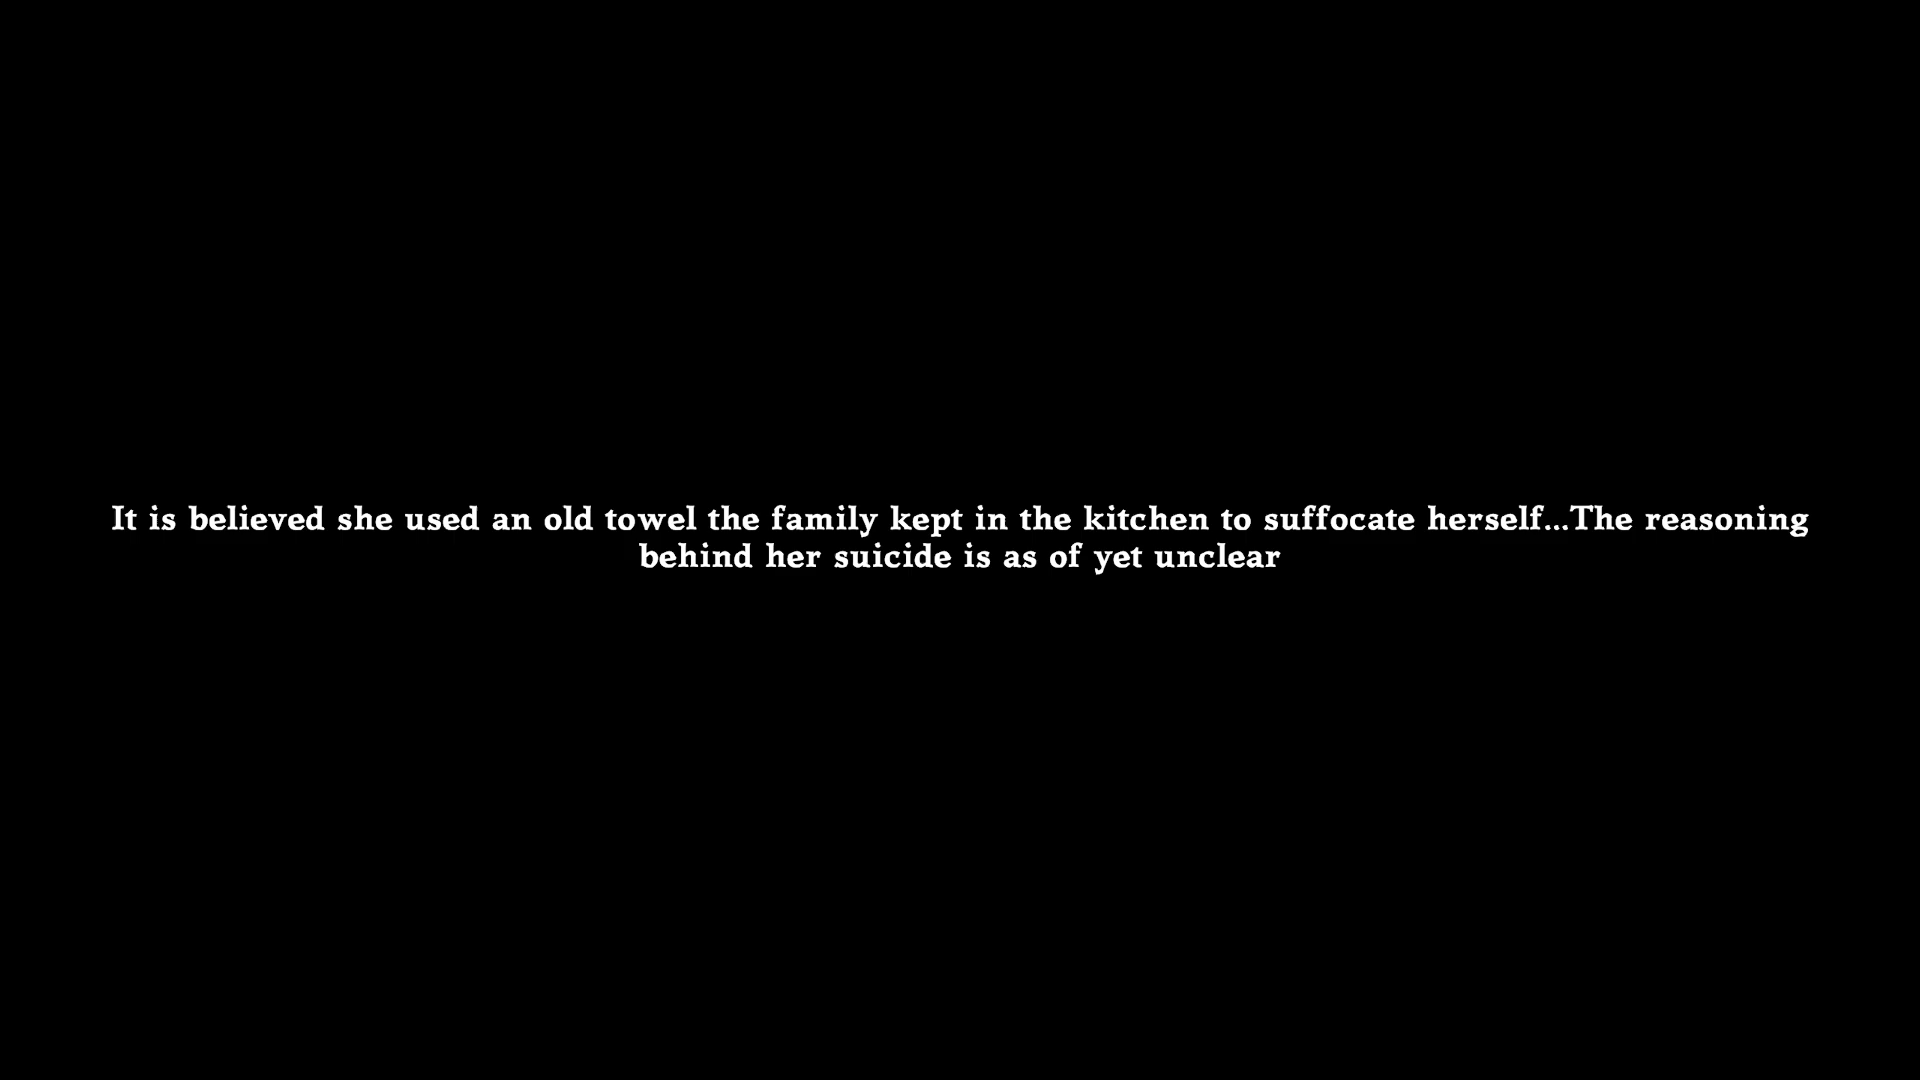 It is believed she used an old towel the family kept in the kitchen to suffocate herself...The reasoning
behind her suicide is as of yet unclear